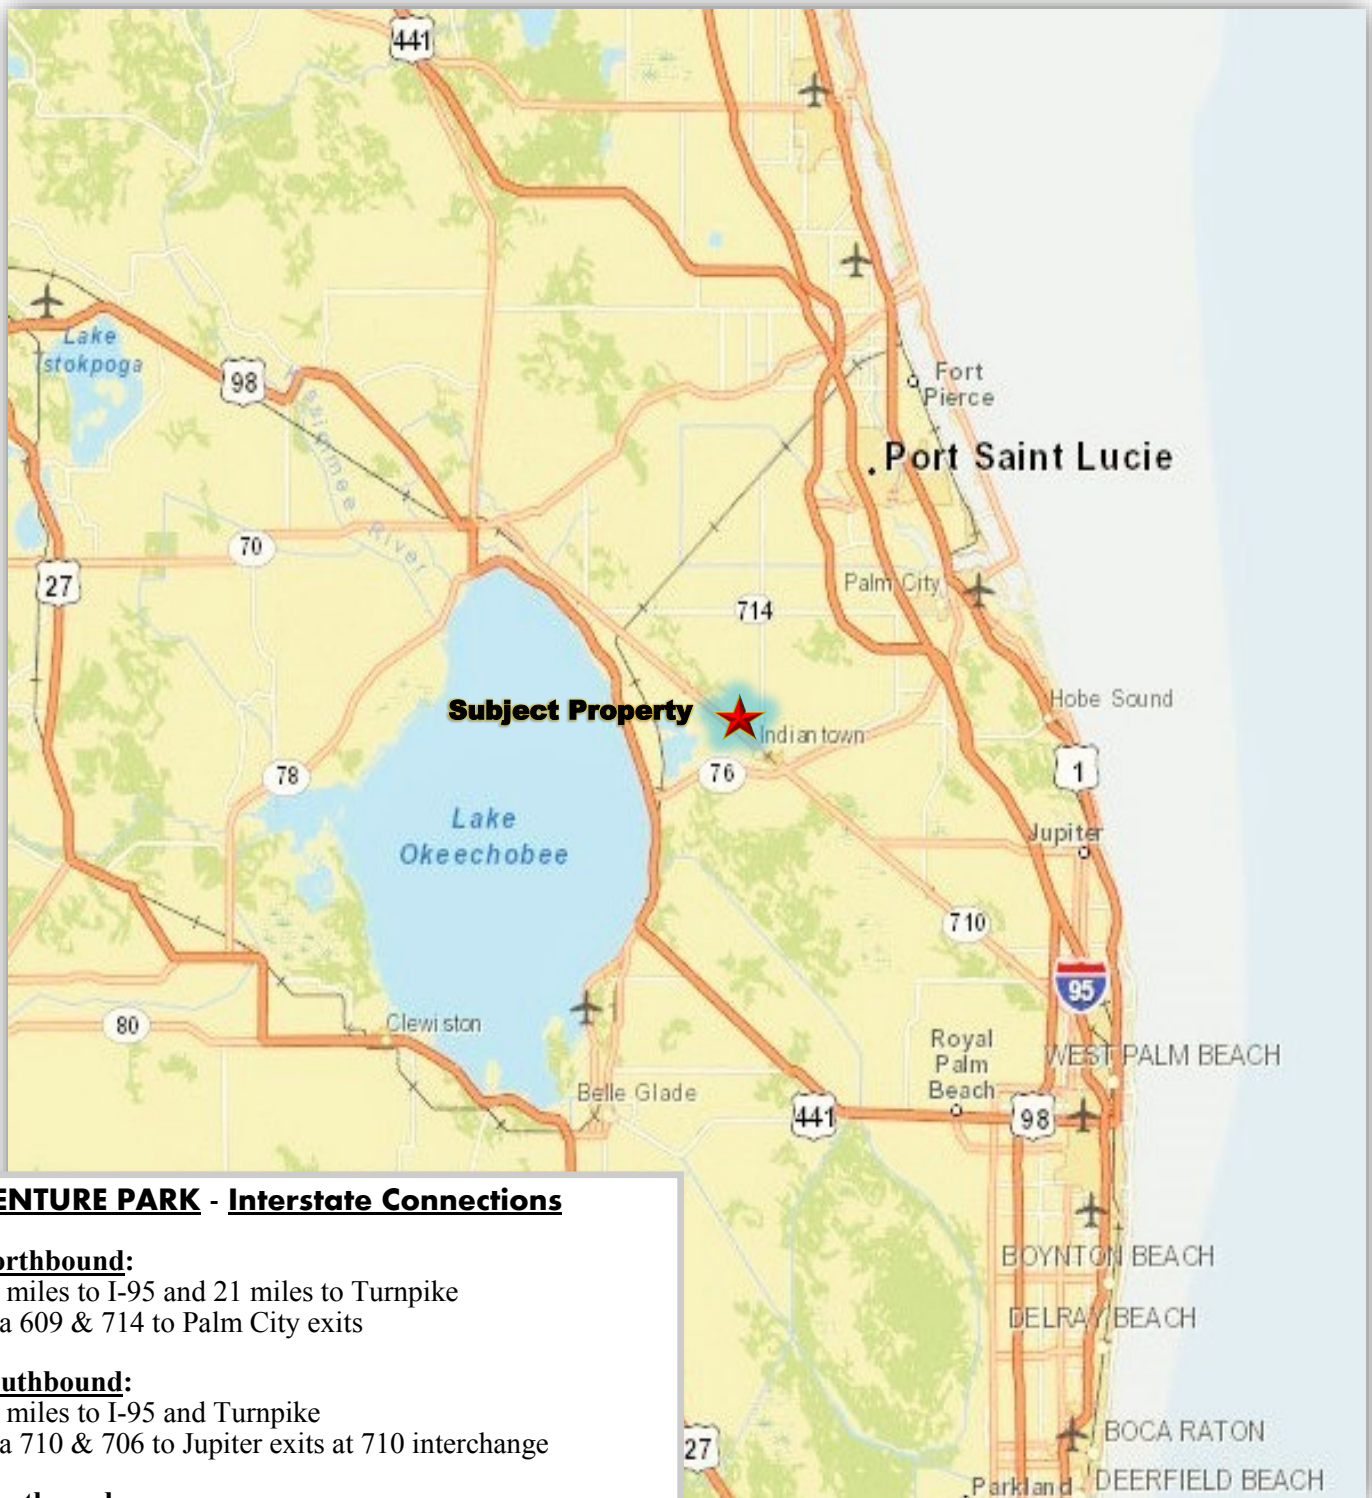 441
Lake
Istokpoga
98
Kissimmee River
Fort
Pierce
Port Saint Lucie
70
27
714
Palm City
Subject Property
Indiantown
Hobe Sound
78
76
1
Lake
Okeechobee
Jupiter
710
95
80
Clewiston
Royal
Palm
Beach
WEST PALM BEACH
Belle Glade
441
98
ENTURE PARK - Interstate Connections
orthbound:
miles to I-95 and 21 miles to Turnpike
a 609 & 714 to Palm City exits
BOYNTON BEACH
DELRAY BEACH
uthbound:
miles to I-95 and Turnpike
a 710 & 706 to Jupiter exits at 710 interchange
27
BOCA RATON
Parkland
DEERFIELD BEACH